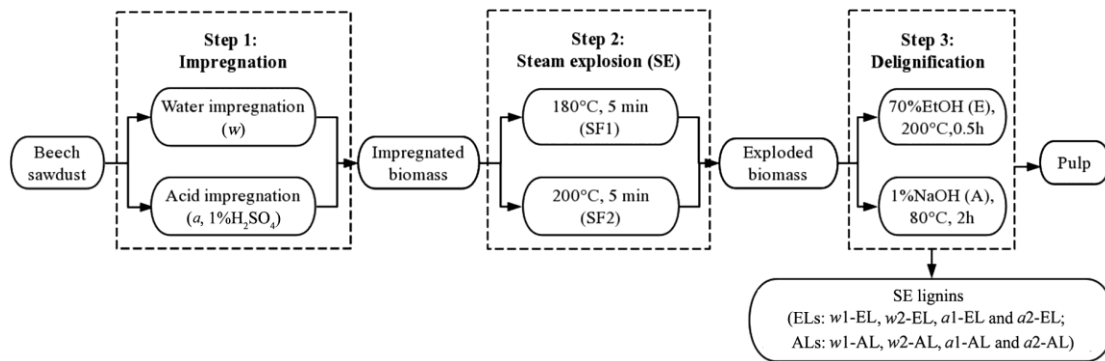 Beech
sawdust
Step 1:
Impregnation
Water impregnation
(w)
Acid impregnation
(a, 1%H₂SO₄)
Impregnated
biomass
Step 2:
Steam explosion (SE)
180°C, 5 min
(SF1)
200°C, 5 min
(SF2)
Exploded
biomass
Step 3:
Delignification
70%EtOH (E),
200°C,0.5h
1%NaOH (A),
80°C, 2h
Pulp
SE lignins
(ELs: w1-EL, w2-EL, a1-EL and a2-EL;
ALs: w1-AL, w2-AL, a1-AL and a2-AL)